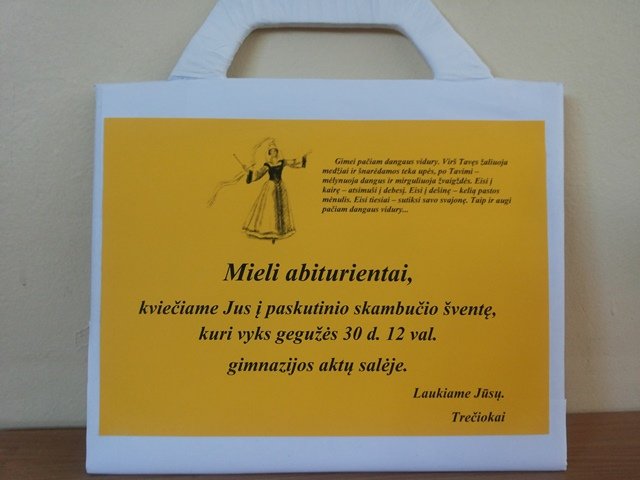 Gimei pačiam dangaus vidury. Virš Tavęs žaliuoja
medžiai ir šnarėdamos teka upės, po Tavimi –
mėlynuoja dangus ir mirguliuoja žvaigždės. Eisi į
kairę – atsimuši į debesį. Eisi į dešinę – kelią pastos
mėnulis. Eisi tiesiai – sutiksi savo svajonę. Taip ir augi
pačiam dangaus vidury...
Mieli abiturientai,
kviečiame Jus į paskutinio skambučio šventę,
kuri vyks gegužės 30 d. 12 val.
gimnazijos aktų salėje.
Laukiame Jūsų.
Trečiokai